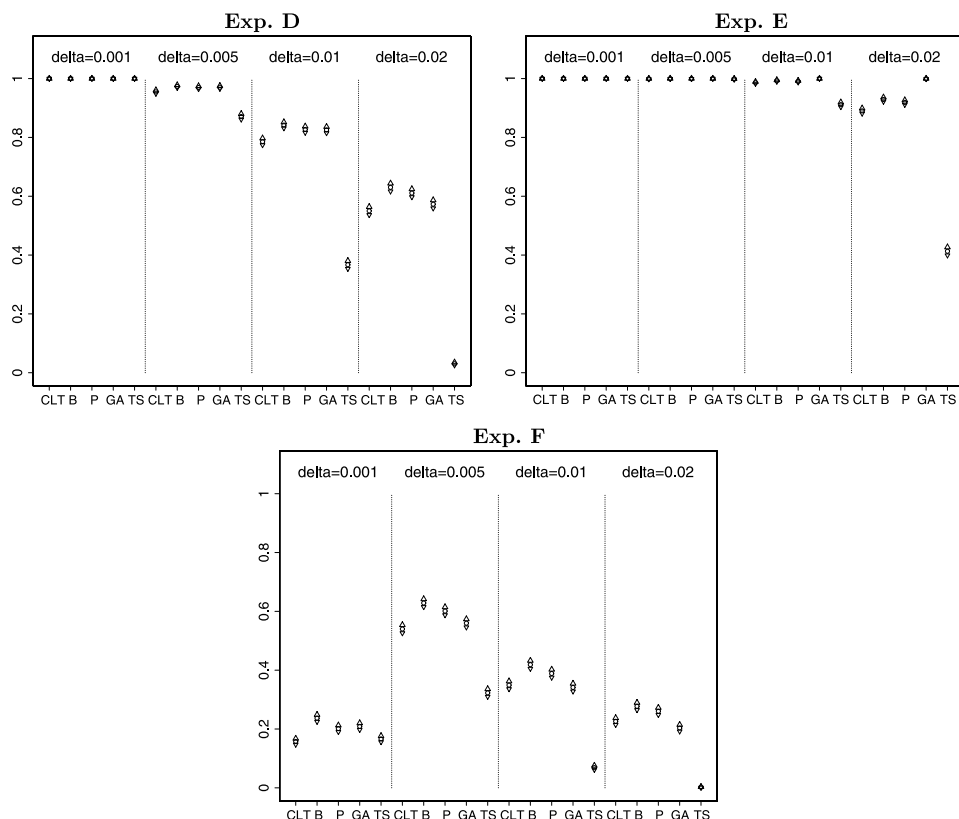 Exp. D
delta=0.001 delta=0.005 delta=0.01 delta=0.02
1
0.8
0.6
0.4
0.2
0
CLT B P GA TS CLT B P GA TS CLT B P GA TS CLT B P GA TS
Exp. E
delta=0.001 delta=0.005 delta=0.01 delta=0.02
1
0.8
0.6
0.4
0.2
0
CLT B P GA TS CLT B P GA TS CLT B P GA TS CLT B P GA TS
Exp. F
delta=0.001 delta=0.005 delta=0.01 delta=0.02
1
0.8
0.6
0.4
0.2
0
CLT B P GA TS CLT B P GA TS CLT B P GA TS CLT B P GA TS